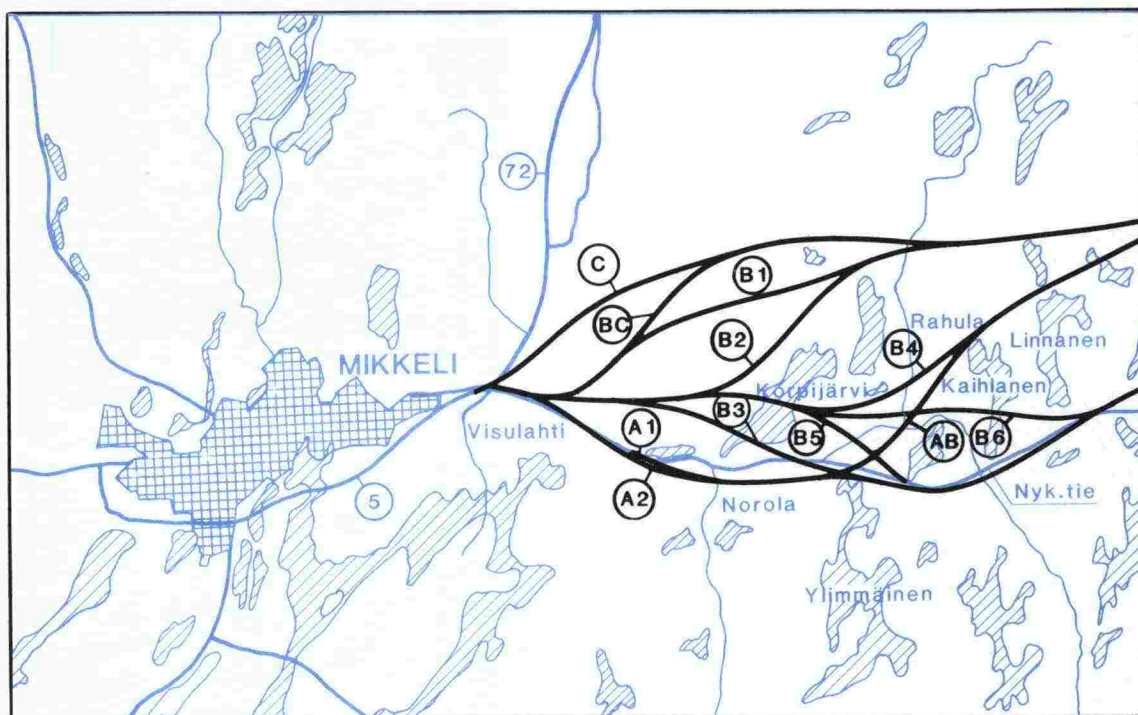 72
C
B1
BC
Rahula
B2
B4
Linnanen
MIKKELI
Korpijärvi
Kaihlanen
B3
A1
Visulahti
B5
AB
B6
5
A2
Norola
Nyk.tie
Ylimmäinen